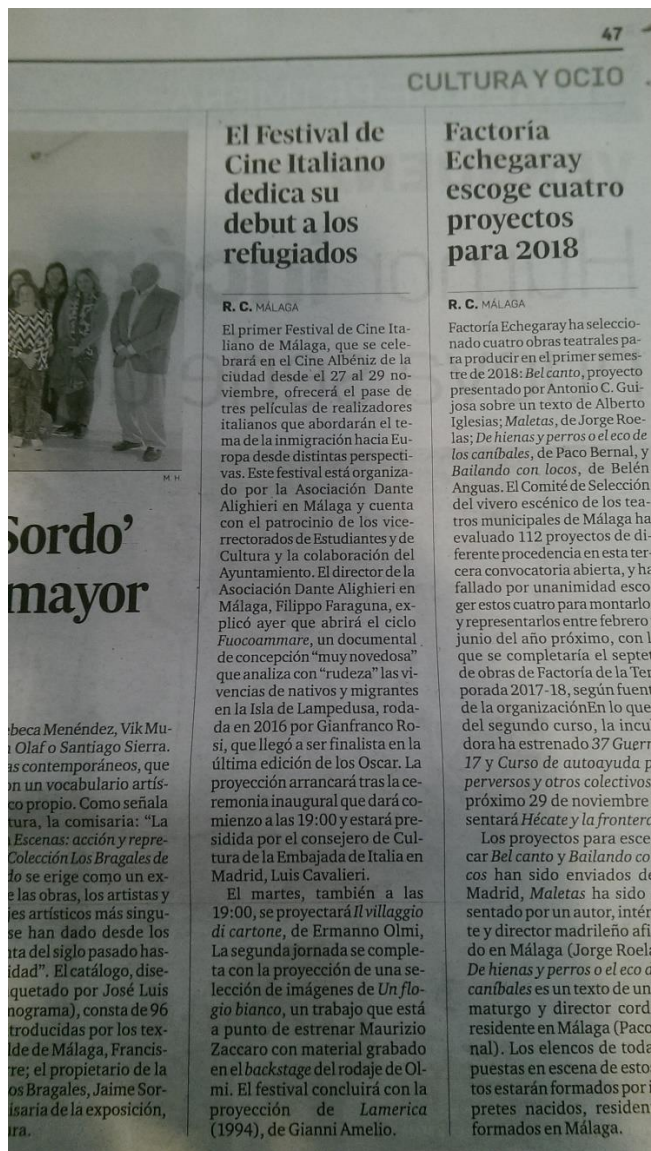 47
CULTURA Y OCIO
M. H.
Sordo’
mayor
ebeca Menéndez, Vik Mu-
n Olaf o Santiago Sierra.
as contemporáneos, que
on un vocabulario artís-
co propio. Como señala
tura, la comisaria: “La
Escenas: acción y repre-
Colección Los Bragales de
do se erige como un ex-
e las obras, los artistas y
jes artísticos más singu-
se han dado desde los
nta del siglo pasado has-
idad”. El catálogo, dise-
quetado por José Luis
nograma), consta de 96
troducidas por los tex-
lde de Málaga, Francis-
rre; el propietario de la
os Bragales, Jaime Sor-
isaria de la exposición,
ura.
El Festival de
Cine Italiano
dedica su
debut a los
refugiados
R. C. MÁLAGA
El primer Festival de Cine Ita-
liano de Málaga, que se cele-
brará en el Cine Albéniz de la
ciudad desde el 27 al 29 no-
viembre, ofrecerá el pase de
tres películas de realizadores
italianos que abordarán el te-
ma de la inmigración hacia Eu-
ropa desde distintas perspecti-
vas. Este festival está organiza-
do por la Asociación Dante
Alighieri en Málaga y cuenta
con el patrocinio de los vice-
rrectorados de Estudiantes y de
Cultura y la colaboración del
Ayuntamiento. El director de la
Asociación Dante Alighieri en
Málaga, Filippo Faraguna, ex-
plicó ayer que abrirá el ciclo
Fuocoammare, un documental
de concepción “muy novedosa”
que analiza con “rudeza” las vi-
vencias de nativos y migrantes
en la Isla de Lampedusa, roda-
da en 2016 por Gianfranco Ro-
si, que llegó a ser finalista en la
última edición de los Oscar. La
proyección arrancará tras la ce-
remonia inaugural que dará co-
mienzo a las 19:00 y estará pre-
sidida por el consejero de Cul-
tura de la Embajada de Italia en
Madrid, Luis Cavalieri.
El martes, también a las
19:00, se proyectará Il villaggio
di cartone, de Ermanno Olmi,
La segunda jornada se comple-
ta con la proyección de una se-
lección de imágenes de Un flo-
gio bianco, un trabajo que está
a punto de estrenar Maurizio
Zaccaro con material grabado
en el backstage del rodaje de Ol-
mi. El festival concluirá con la
proyección de Lamerica
(1994), de Gianni Amelio.
Factoría
Echegaray
escoge cuatro
proyectos
para 2018
R. C. MÁLAGA
Factoría Echegaray ha seleccio-
nado cuatro obras teatrales pa-
ra producir en el primer semes-
tre de 2018: Bel canto, proyecto
presentado por Antonio C. Gui-
josa sobre un texto de Alberto
Iglesias; Maletas, de Jorge Roe-
las; De hienas y perros o el eco de
los caníbales, de Paco Bernal, y
Bailando con locos, de Belén
Anguas. El Comité de Selección
del vivero escénico de los tea-
tros municipales de Málaga ha
evaluado 112 proyectos de di-
ferente procedencia en esta ter-
cera convocatoria abierta, y ha
fallado por unanimidad esco-
ger estos cuatro para montarlo
y representarlos entre febrero
junio del año próximo, con l
que se completaría el septet
de obras de Factoría de la Ter
porada 2017-18, según fuent
de la organizaciónEn lo que
del segundo curso, la incu
dora ha estrenado 37 Guerr
17 y Curso de autoayuda p
perversos y otros colectivos
próximo 29 de noviembre
sentará Hécate y la frontera
Los proyectos para esce
car Bel canto y Bailando co
cos han sido enviados de
Madrid, Maletas ha sido
sentado por un autor, intér
te y director madrileño afi
do en Málaga (Jorge Roela
De hienas y perros o el eco a
caníbales es un texto de un
maturgo y director cord
residente en Málaga (Paco
nal). Los elencos de toda
puestas en escena de esto
tos estarán formados por i
pretes nacidos, residen
formados en Málaga.